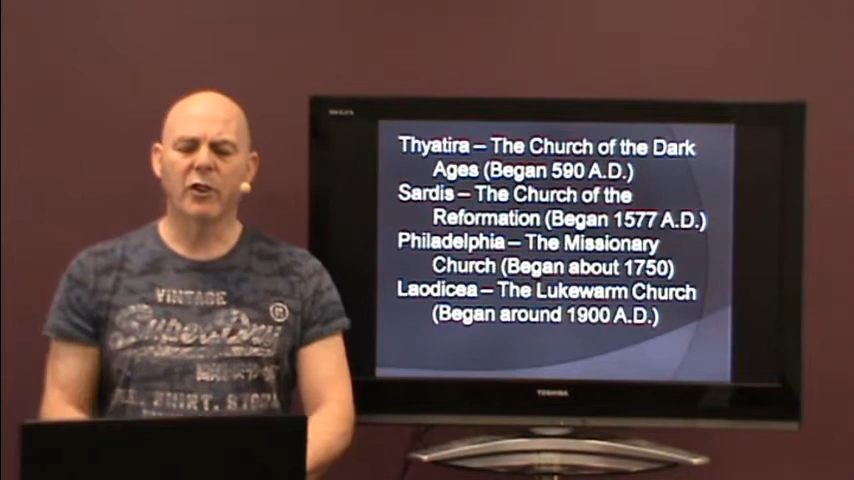 Thyatira – The Church of the Dark
Ages (Began 590 A.D.)
Sardis – The Church of the
Reformation (Began 1577 A.D.)
Philadelphia – The Missionary
Church (Began about 1750)
Laodicea – The Lukewarm Church
(Began around 1900 A.D.)
TOSHIBA
REGZA
VINTAGE
SuperDry